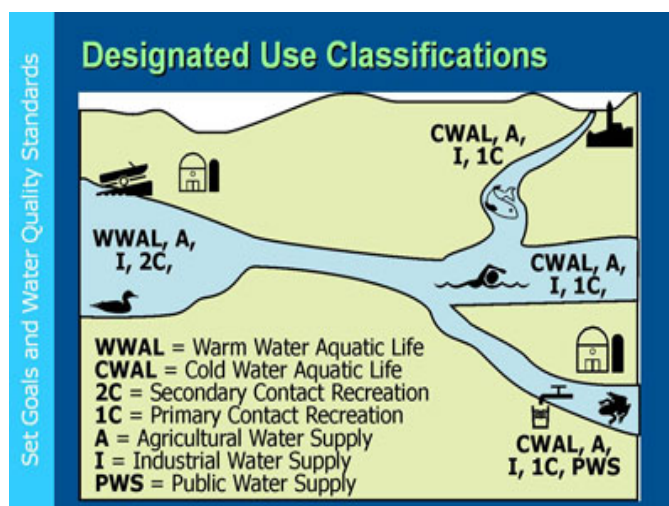 Set Goals and Water Quality Standards
Designated Use Classifications
CWAL, A,
I, 1C
WWAL, A,
I, 2C,
CWAL, A,
I, 1C,
WWAL = Warm Water Aquatic Life
CWAL = Cold Water Aquatic Life
2C = Secondary Contact Recreation
1C = Primary Contact Recreation
A = Agricultural Water Supply
I = Industrial Water Supply
PWS = Public Water Supply
CWAL, A,
I, 1C, PWS